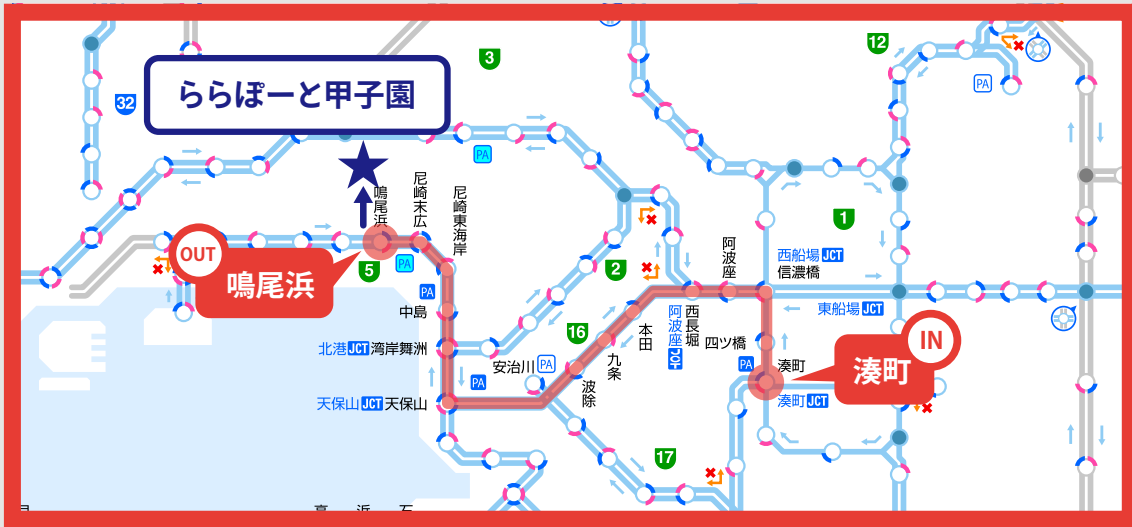 3
12
32
ららぽーと甲子園
PA
PA
鳴尾浜
尼崎末広
尼崎東海岸
1
OUT
鳴尾浜
5
PA
2
阿波座
西船場JCT
信濃橋
PA
中島
東船場JCT
16
本田
阿波座JCT
西長堀
四ツ橋
IN
湊町
北港JCT湾岸舞洲
安治川PA
九条
PA
湊町
PA
波除
天保山JCT天保山
湊町JCT
17